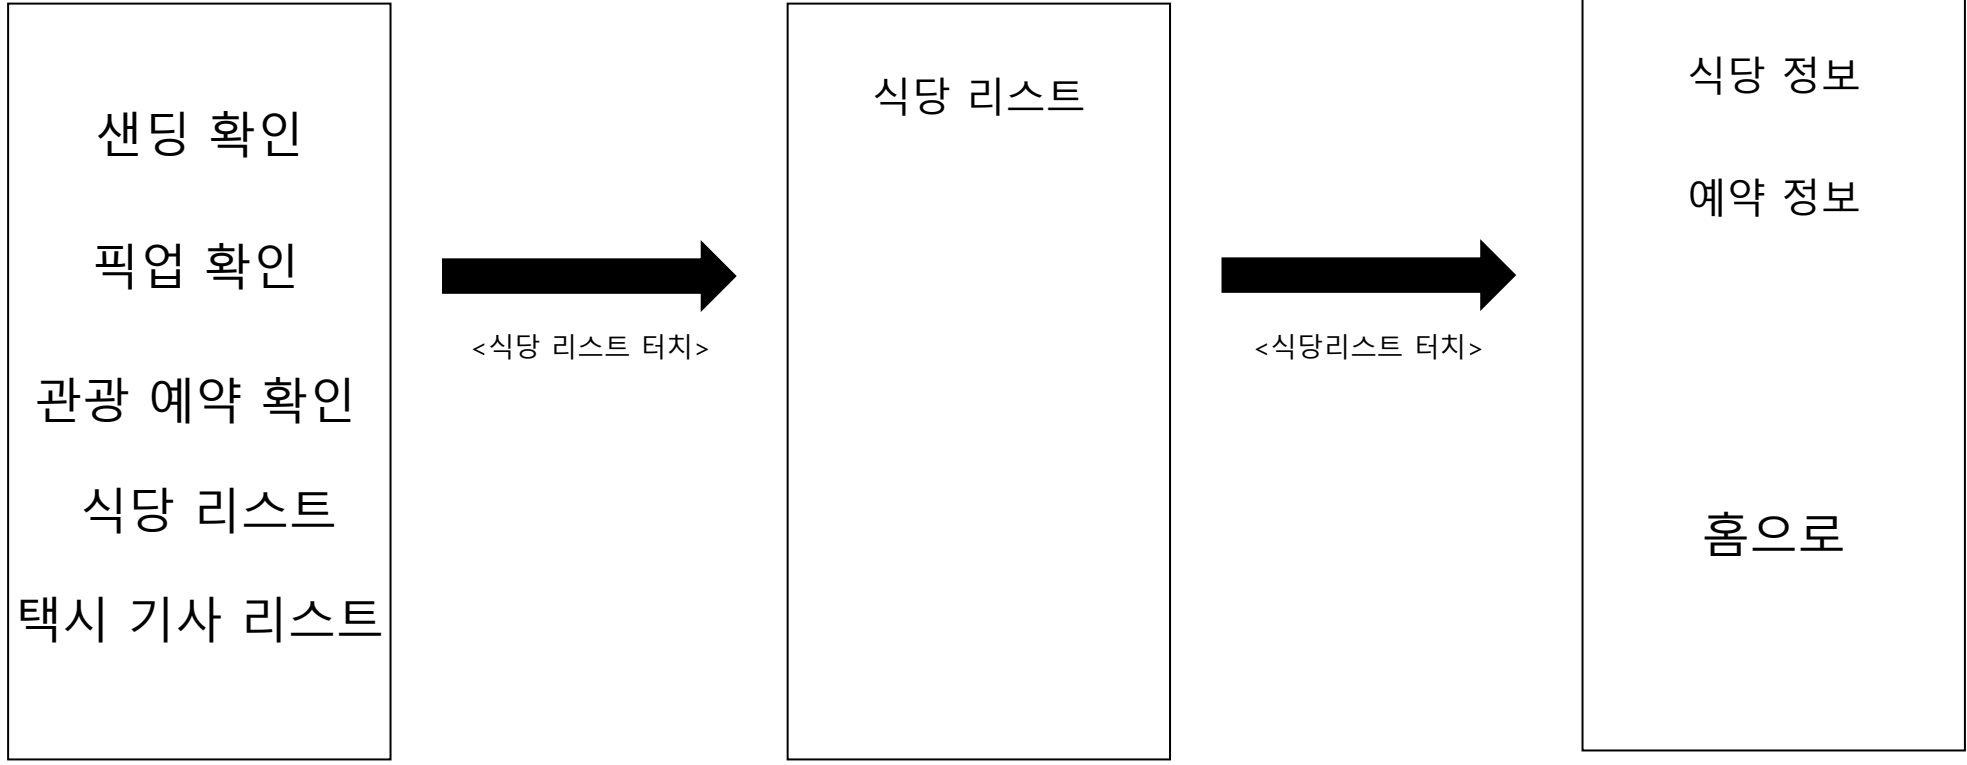 샌딩 확인
픽업 확인
관광 예약 확인
식당 리스트
택시 기사 리스트
<식당 리스트 터치>
식당 리스트
<식당리스트 터치>
식당 정보
예약 정보
홈으로